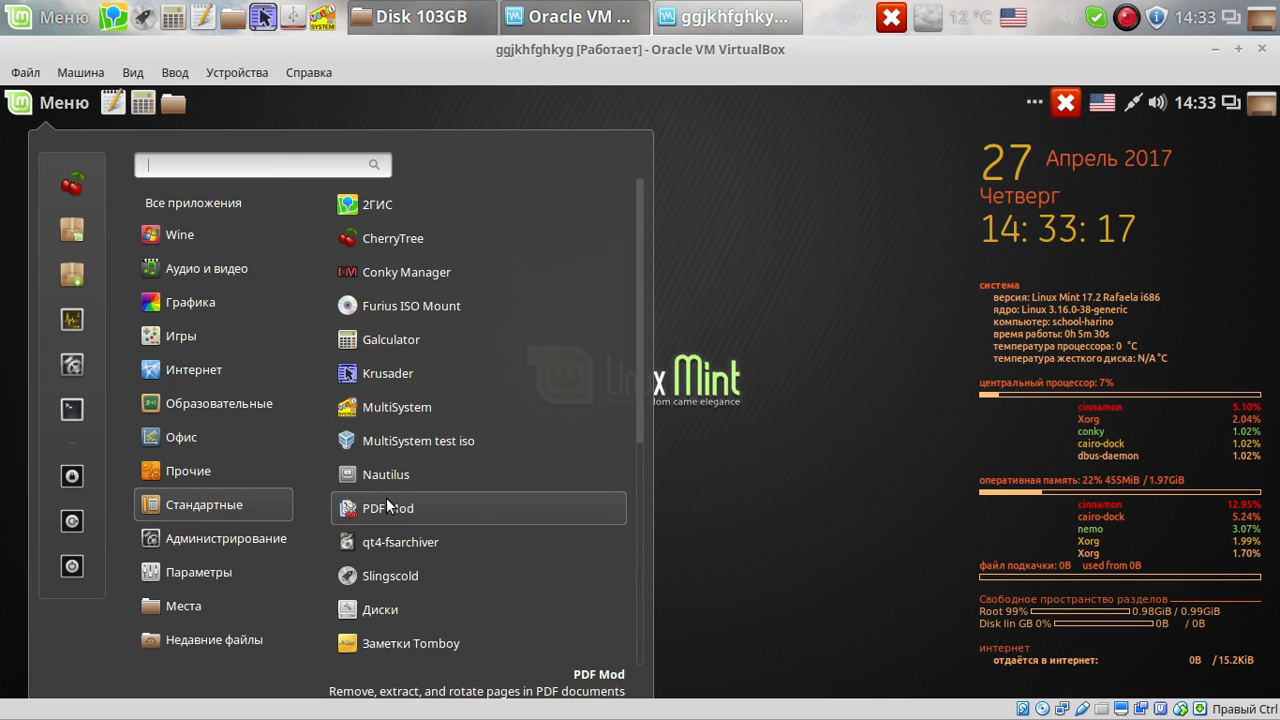 Disk 103GB
Oracle VM ...
ggjkhfghky...
12 °C
14:33
ggjkhfghkyg [Работает] - Oracle VM VirtualBox
Файл Машина Вид Ввод Устройства Справка
Меню
14:33
Все приложения
Wine
Аудио и видео
Графика
Игры
Интернет
Образовательные
Офис
Прочие
Стандартные
Администрирование
Параметры
Места
Недавние файлы
2ГИС
CherryTree
Conky Manager
Furius ISO Mount
Galculator
Krusader
MultiSystem
MultiSystem test iso
Nautilus
PDF Mod
qt4-fsarchiver
Slingscold
Диски
Заметки Tomboy
PDF Mod
Remove, extract, and rotate pages in PDF documents
Linux Mint
dom came elegance
27 Апрель 2017
Четверг
14: 33: 17
система
версия: Linux Mint 17.2 Rafaela i686
ядро: Linux 3.16.0-38-generic
компьютер: school-harino
время работы: 0h 5m 30s
температура процессора: 0 °C
температура жесткого диска: N/A°C
центральный процессор: 7%
cinnamon 5.10%
Xorg 2.04%
conky 1.02%
cairo-dock 1.02%
dbus-daemon 1.02%
оперативная память: 22% 455MiB / 1.97GiB
cinnamon 12.95%
cairo-dock 5.24%
nemo 3.07%
Xorg 1.99%
Xorg 1.70%
файл подкачки: 0B used from 0B
Свободное пространство разделов
Root 99% 0.98GiB / 0.99GiB
Disk lin GB 0% 0B / 0B
интернет
отдаётся в интернет: 0B / 15.2KiB
Правый Ctrl